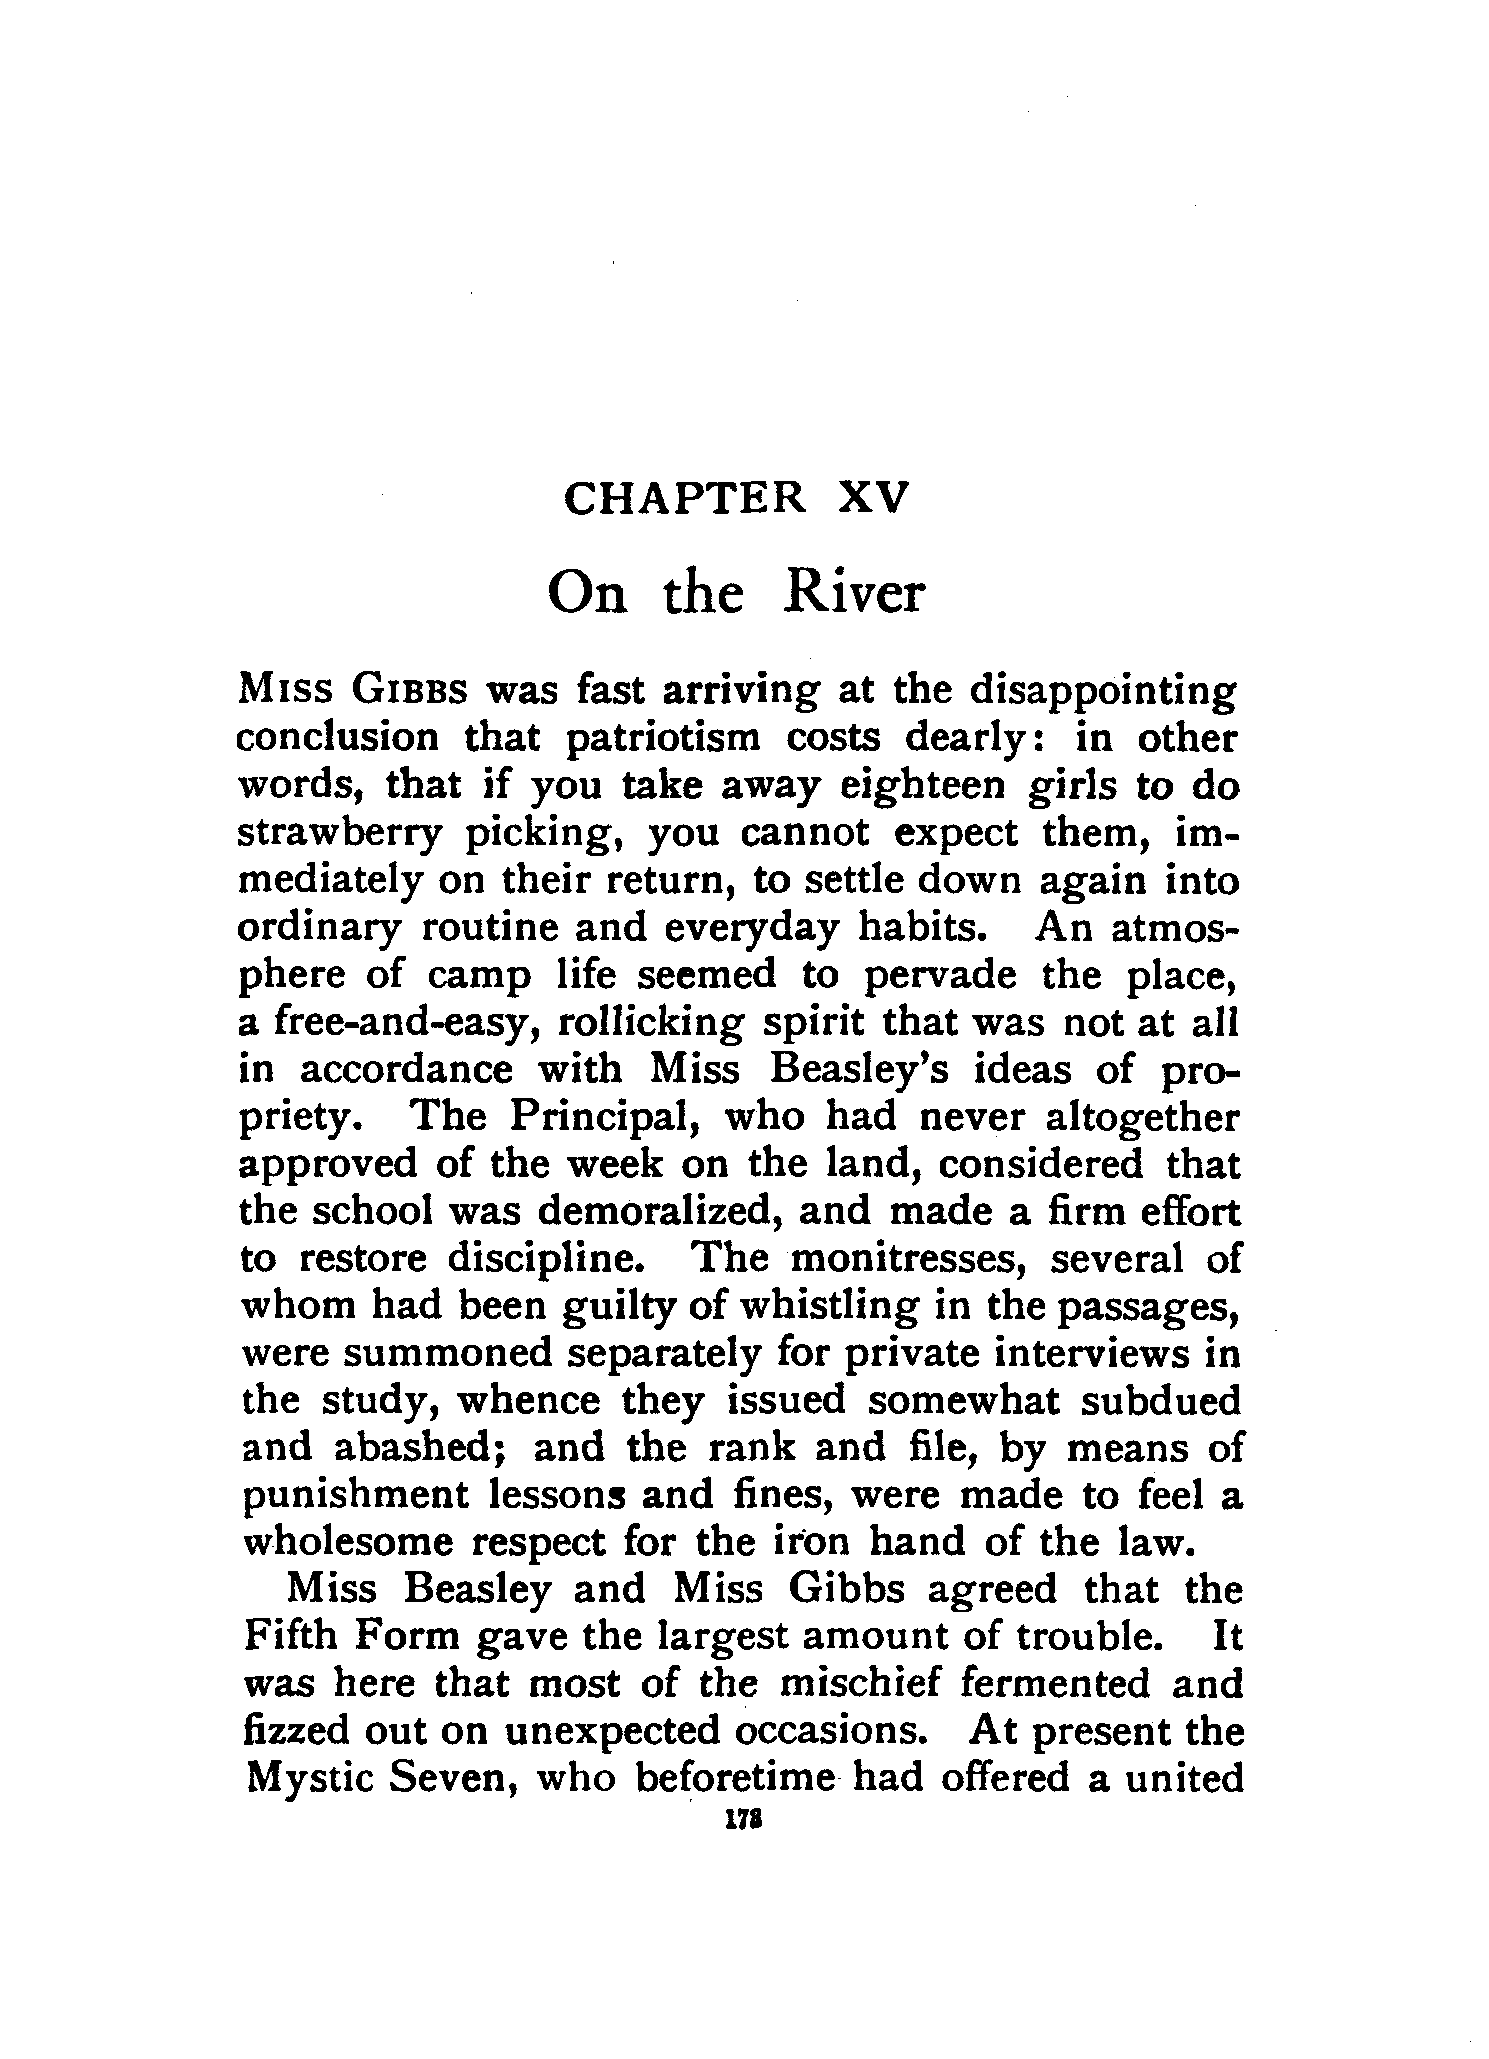 CHAPTER XV
On the River
MISS GIBBS was fast arriving at the disappointing
conclusion that patriotism costs dearly: in other
words, that if you take away eighteen girls to do
strawberry picking, you cannot expect them, im-
mediately on their return, to settle down again into
ordinary routine and everyday habits. An atmos-
phere of camp life seemed to pervade the place,
a free-and-easy, rollicking spirit that was not at all
in accordance with Miss Beasley's ideas of pro-
priety. The Principal, who had never altogether
approved of the week on the land, considered that
the school was demoralized, and made a firm effort
to restore discipline. The monitresses, several of
whom had been guilty of whistling in the passages,
were summoned separately for private interviews in
the study, whence they issued somewhat subdued
and abashed; and the rank and file, by means of
punishment lessons and fines, were made to feel a
wholesome respect for the iron hand of the law.
Miss Beasley and Miss Gibbs agreed that the
Fifth Form gave the largest amount of trouble. It
was here that most of the mischief fermented and
fizzed out on unexpected occasions. At present the
Mystic Seven, who beforetime had offered a united
178